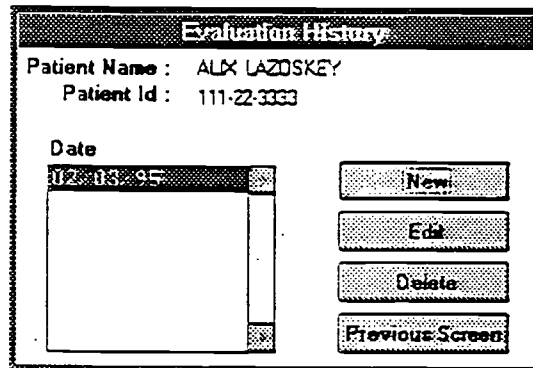 Evaluation History
Patient Name : ALIX LAZOSKEY
Patient Id : 111-22-3333
Date
02-03-95
New
Edit
Delete
Previous Screen